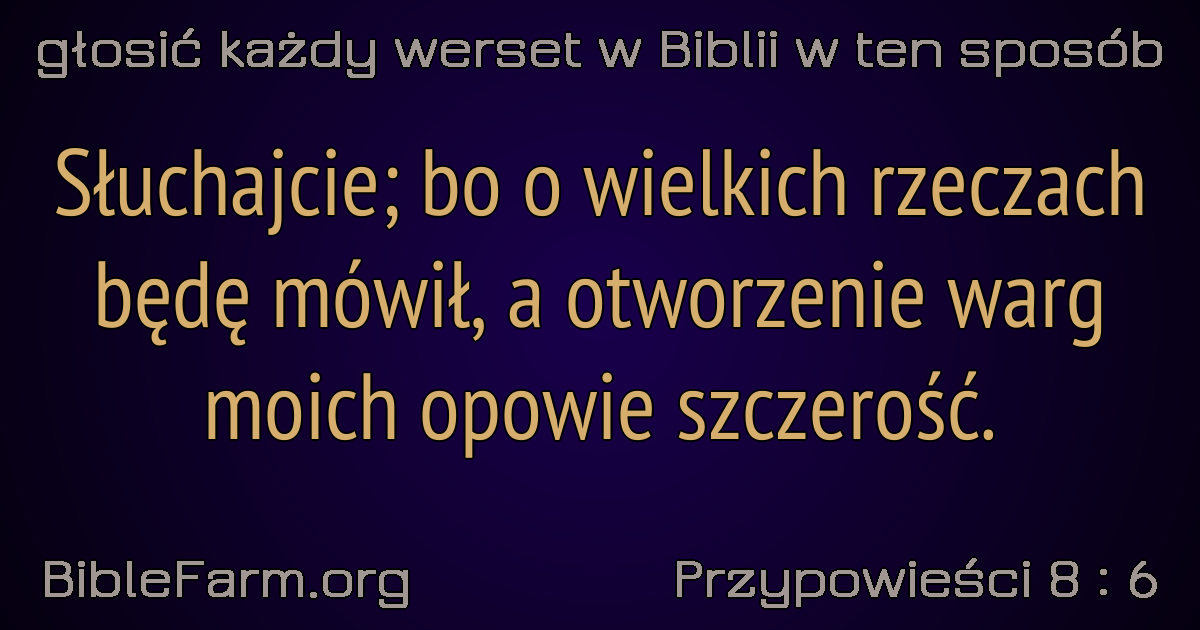 głosić każdy werset w Biblii w ten sposób
Słuchajcie; bo o wielkich rzeczach
będę mówił, a otworzenie warg
moich opowie szczerość.
BibleFarm.org
Przypowieści 8 : 6